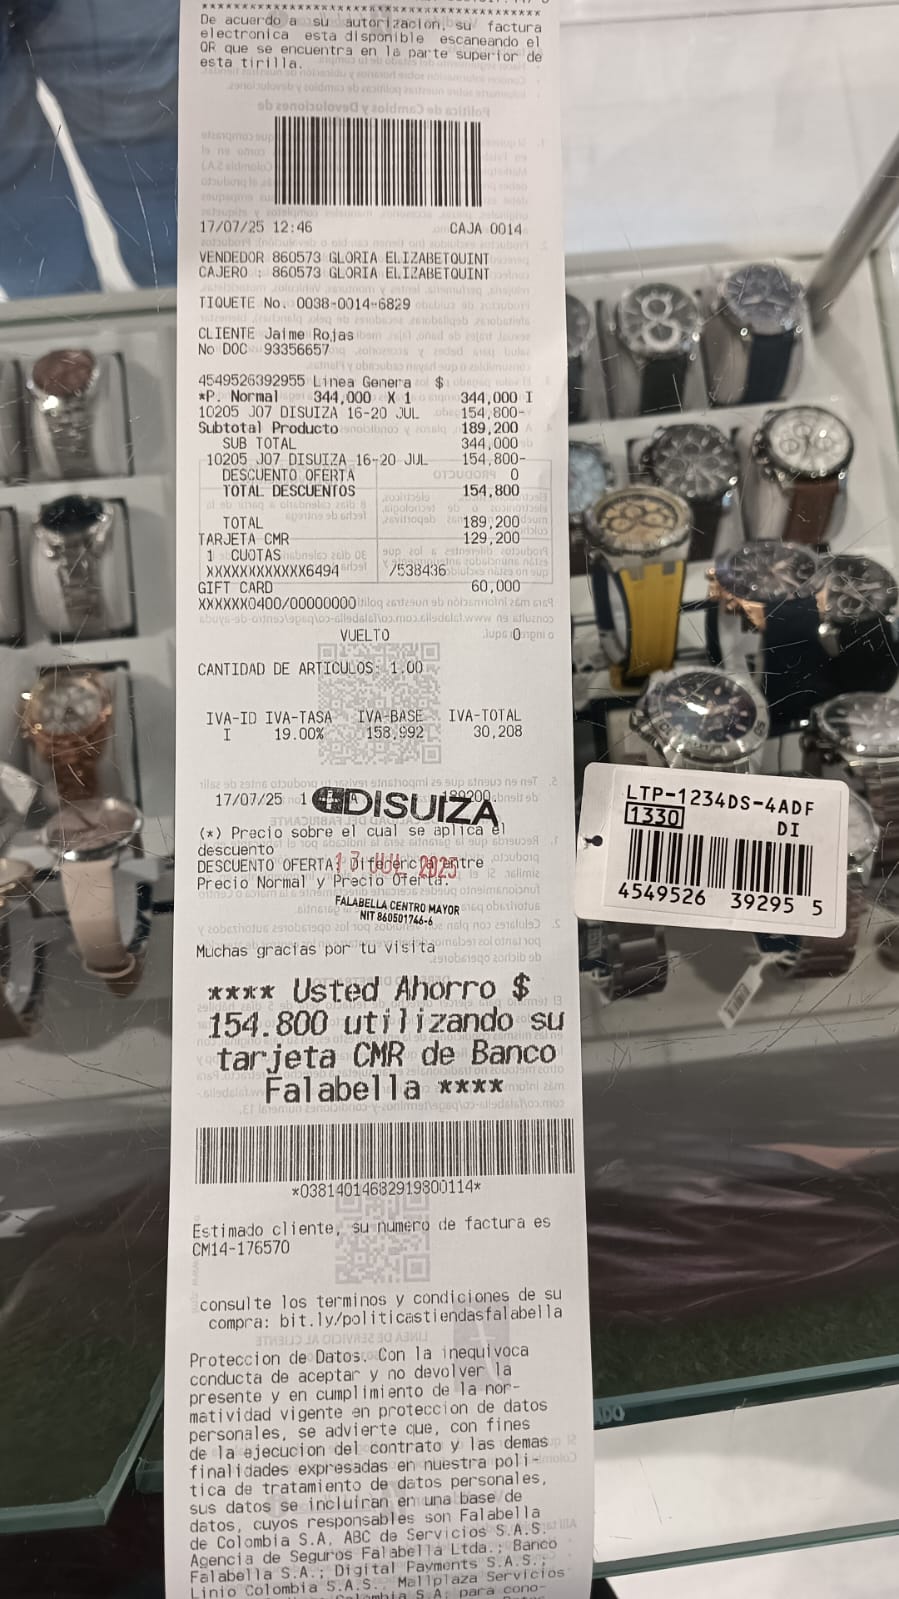 De acuerdo a su autorizacion, su factura
electronica esta disponible escaneando el
QR que se encuentra en la parte superior de
esta tirilla.
17/07/25 12:46 CAJA 0014
VENDEDOR 860573 GLORIA ELIZABETQUINT
CAJERO : 860573 GLORIA ELIZABETQUINT
TIQUETE No. 0038-0014-6829
CLIENTE Jaime Rojas
No DOC 93356657
4549526392955 Linea Genera $
*P. Normal 344,000 X 1 344,000 I
10205 J07 DISUIZA 16-20 JUL 154,800-
Subtotal Producto 189,200
SUB TOTAL 344,000
10205 J07 DISUIZA 16-20 JUL 154,800-
DESCUENTO OFERTA 0
TOTAL DESCUENTOS 154,800
TOTAL 189,200
TARJETA CMR 129,200
1 CUOTAS
XXXXXXXXXXXX6494 /538436
GIFT CARD 60,000
XXXXXX0400/00000000
VUELTO 0
CANTIDAD DE ARTICULOS: 1.00
IVA-ID IVA-TASA IVA-BASE IVA-TOTAL
I 19.00% 158,992 30,208
17/07/25 1 189200
DISUIZA
(*) Precio sobre el cual se aplica el
descuento
DESCUENTO OFERTA: Diferencia entre
Precio Normal y Precio Oferta.
JUL 2025
FALABELLA CENTRO MAYOR
NIT 860501746-6
Muchas gracias por tu visita
**** Usted Ahorro $
154.800 utilizando su
tarjeta CMR de Banco
Falabella ****
*03814014682919800114*
Estimado cliente, su numero de factura es
CM14-176570
consulte los terminos y condiciones de su
compra: bit.ly/politicastiendasfalabella
Proteccion de Datos. Con la inequivoca
conducta de aceptar y no devolver la
presente y en cumplimiento de la nor-
matividad vigente en proteccion de datos
personales, se advierte que, con fines
de la ejecucion del contrato y las demas
finalidades expresadas en nuestra poli-
tica de tratamiento de datos personales,
sus datos se incluiran en una base de
datos, cuyos responsables son Falabella
de Colombia S.A, ABC de Servicios S.A.S.
Agencia de Seguros Falabella Ltda.; Banco
Falabella S.A.; Digital Payments S.A.S.;
Linio Colombia S.A.S., Mallplaza Servicios
S.A. para cono-
LTP-1234DS-4ADF
1330 DI
4549526 39295 5